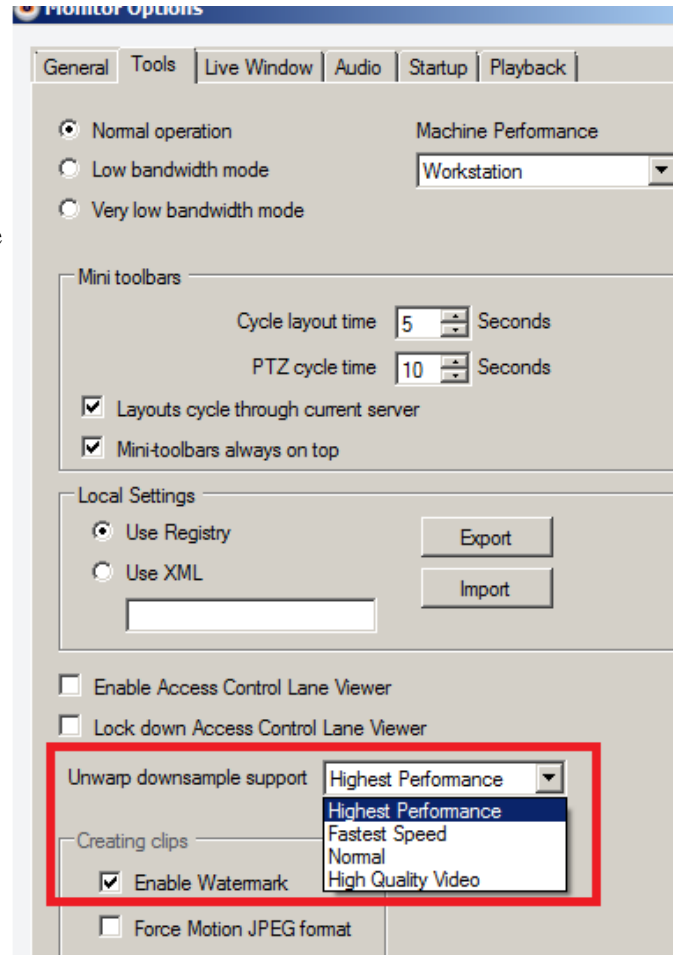 Monitor Options
General Tools Live Window Audio Startup Playback
Normal operation Machine Performance
Low bandwidth mode Workstation
Very low bandwidth mode
Mini toolbars
Cycle layout time 5 Seconds
PTZ cycle time 10 Seconds
Layouts cycle through current server
Mini-toolbars always on top
Local Settings
Use Registry Export
Use XML Import
Enable Access Control Lane Viewer
Lock down Access Control Lane Viewer
Unwarp downsample support Highest Performance
Highest Performance
Fastest Speed
Creating clips
Normal
Enable Watermark High Quality Video
Force Motion JPEG format